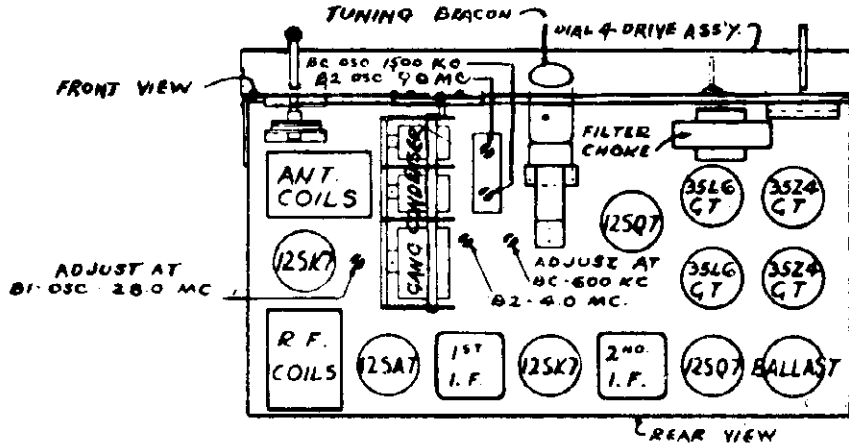 TUNING BEACON
DIAL & DRIVE ASSY.
BC OSC 1500 KC
B2 OSC 9.0 MC
FRONT VIEW
FILTER
CHOKE
GANG CONDENSER
ANT.
COILS
35L6
GT
35Z4
GT
12SQ7
12SK7
ADJUST AT
B1-OSC-28.0 MC
ADJUST AT
BC-600 KC
B2-4.0 MC.
35L6
GT
35Z4
GT
R.F.
COILS
12SA7
1ST
I.F.
12SK7
2ND.
I.F.
12SQ7
BALLAST
REAR VIEW